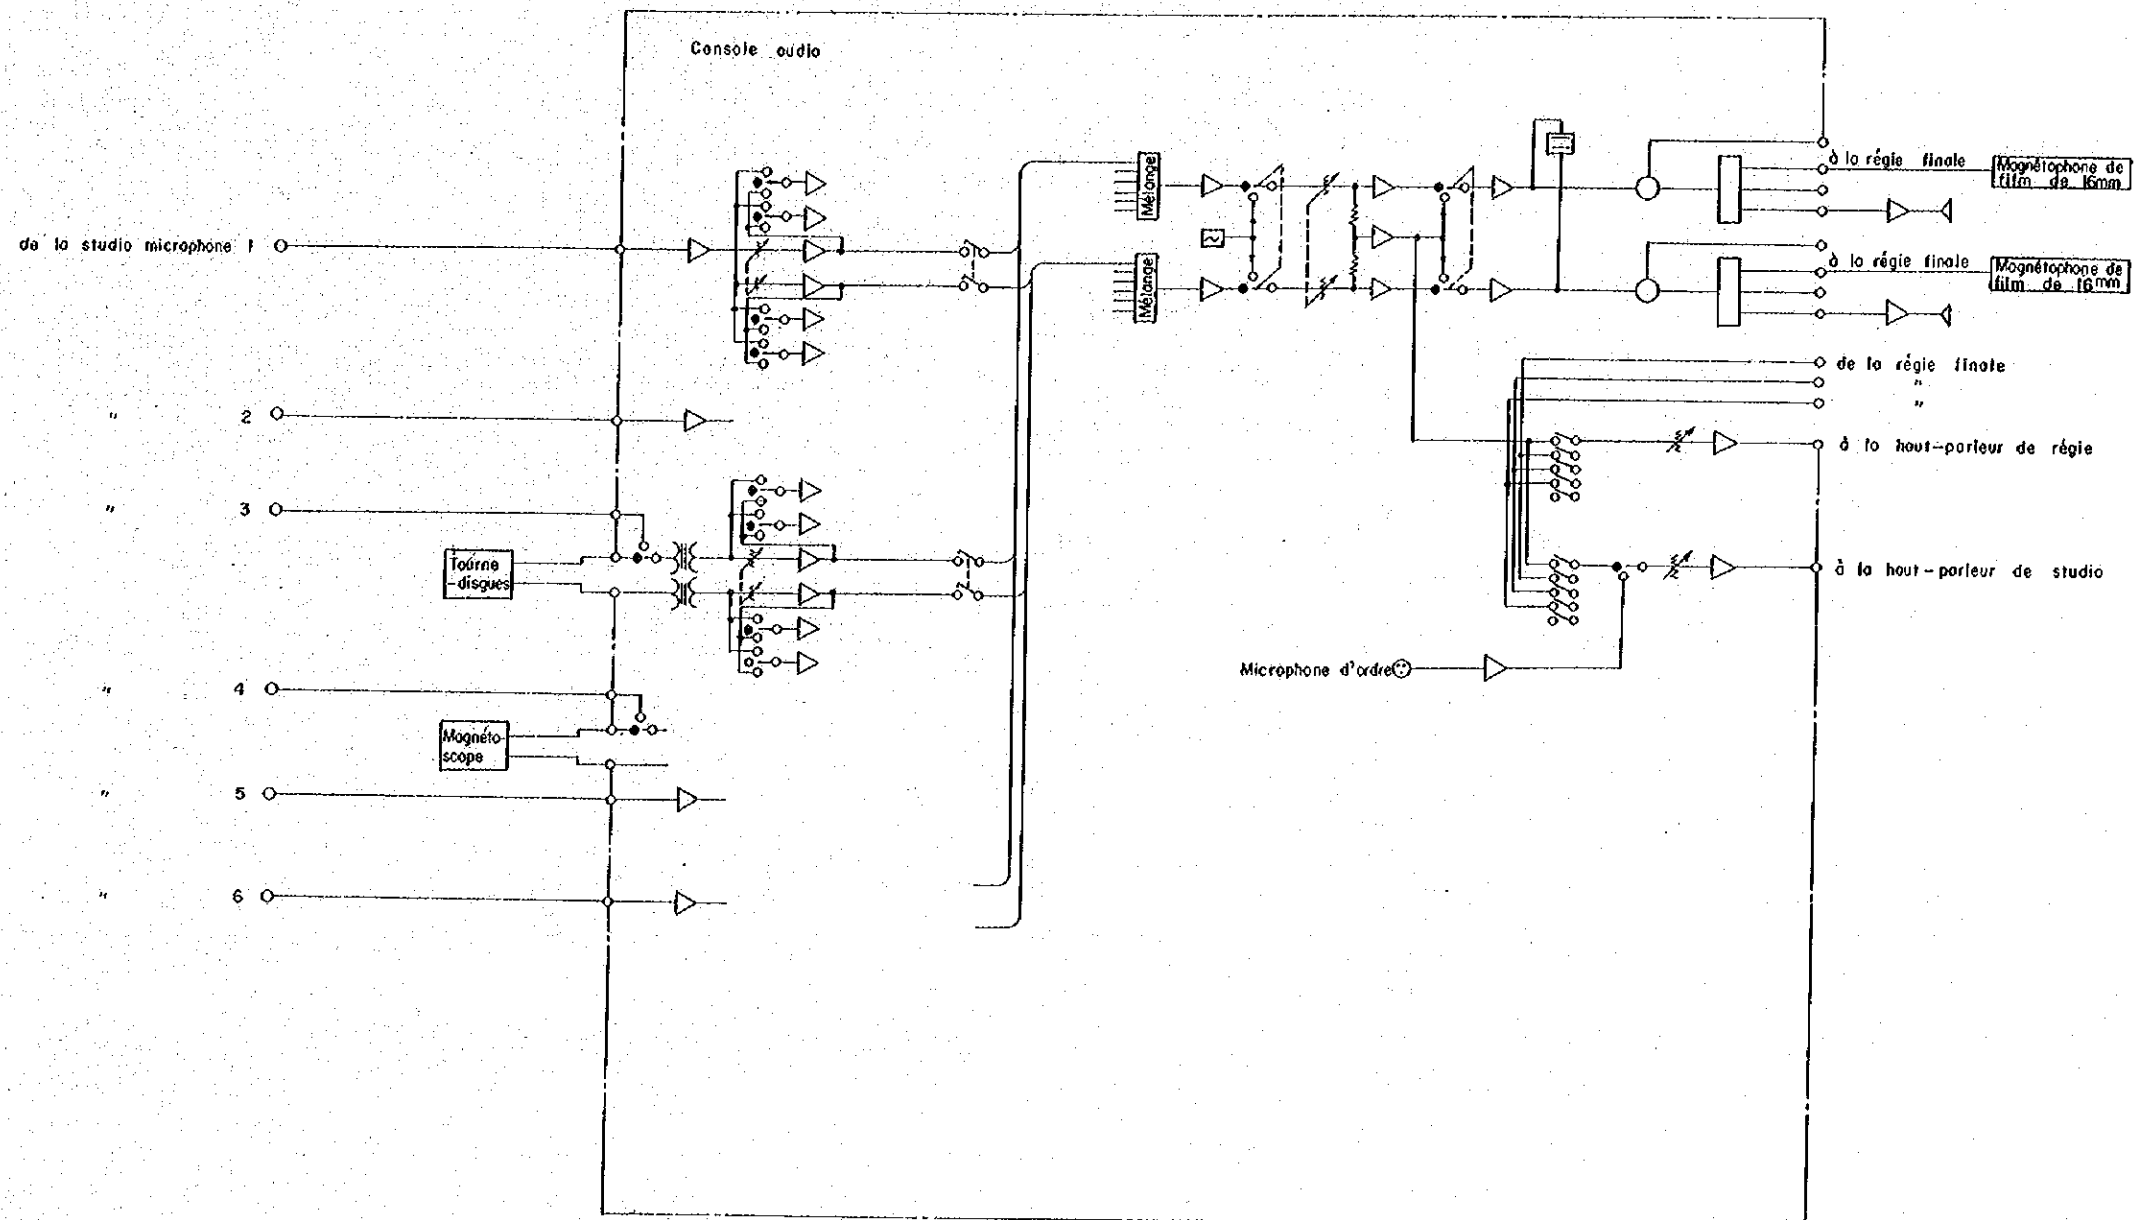 Console audio
de la studio microphone 1
" 2
" 3
Tourne
-disques
" 4
Magnéto-
scope
" 5
" 6
Mélange
Mélange
à la régie finale
Magnétophone de
film de 16mm
à la régie finale
Magnétophone de
film de 16mm
de la régie finale
"
"
à la haut-parleur de régie
à la haut-parleur de studio
Microphone d'ordre